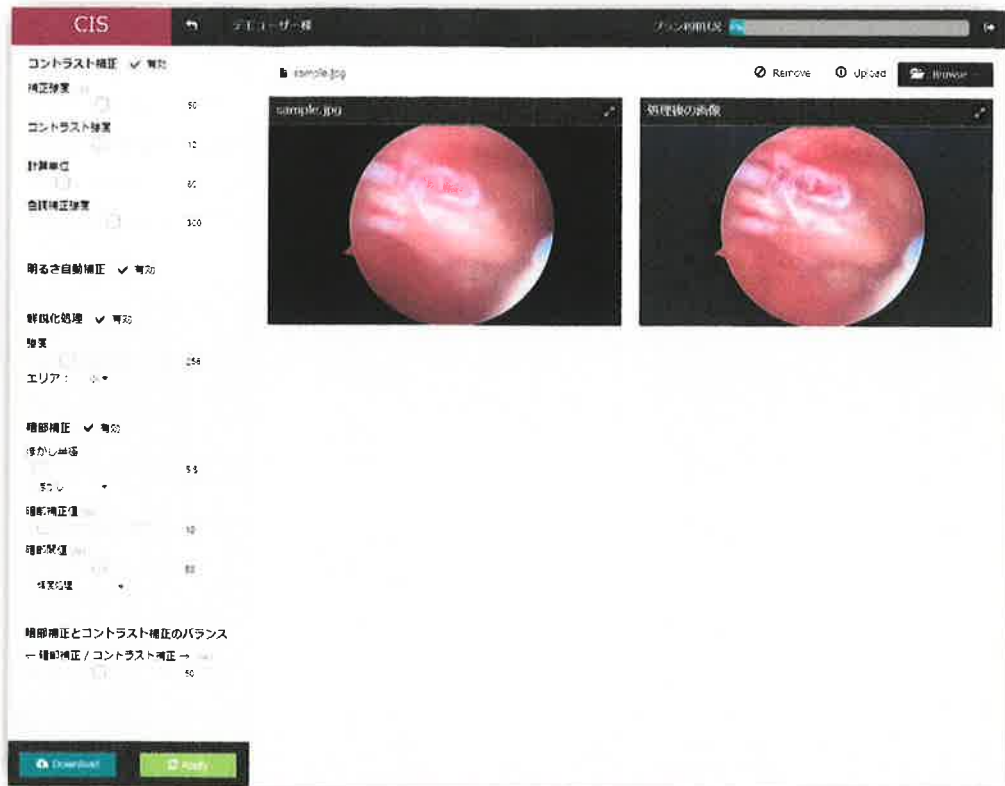 CIS
デモユーザー様
プラン利用状況
コントラスト補正 ✔ 有効
補正強度
50
コントラスト強度
12
計算単位
60
色調補正強度
100
明るさ自動補正 ✔ 有効
鮮鋭化処理 ✔ 有効
強度
256
エリア：
暗部補正 ✔ 有効
ぼかし半径
ぼかし
暗部補正値
10
暗部閾値
暗部補正とコントラスト補正のバランス
← 暗部補正 / コントラスト補正 →
50
Download
Apply
sample.jpg
Remove
Upload
Browse ...
sample.jpg
処理後の画像